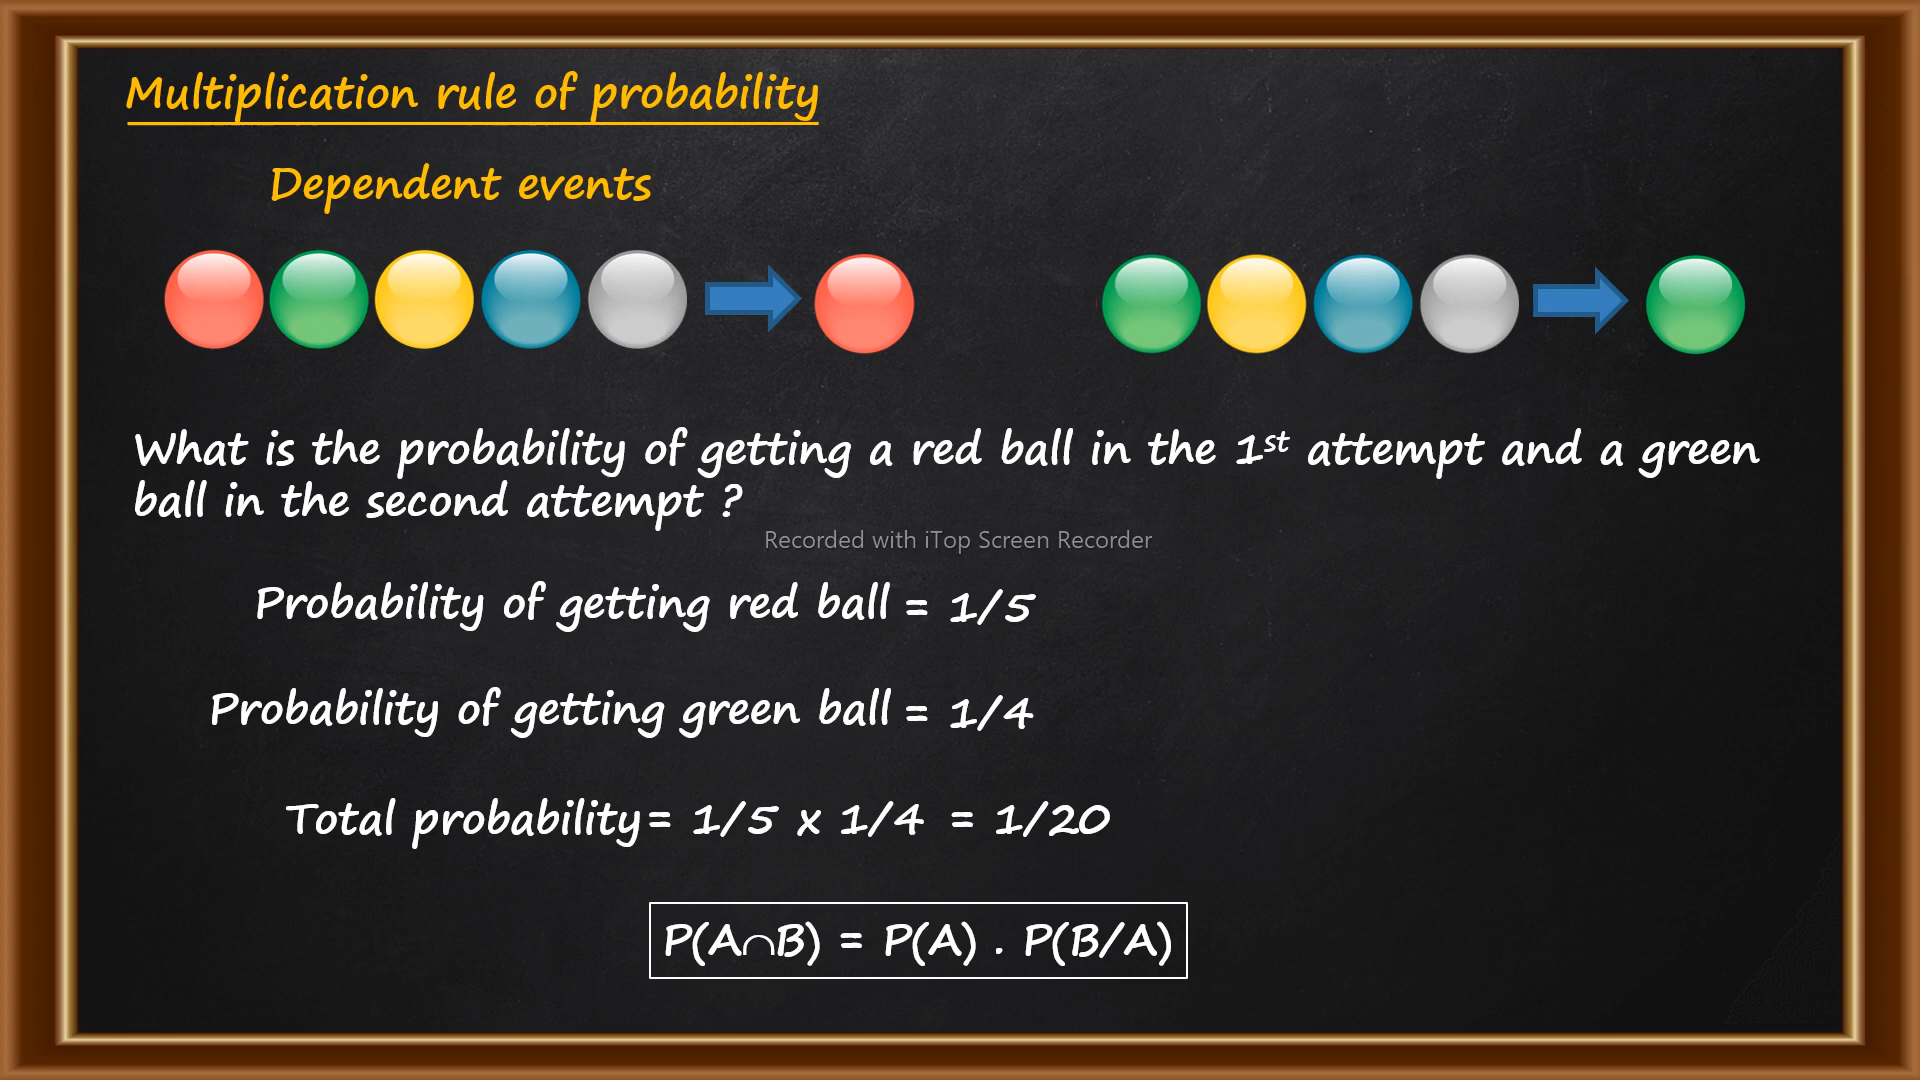 Multiplication rule of probability
Dependent events
What is the probability of getting a red ball in the 1st attempt and a green
ball in the second attempt ?
Recorded with iTop Screen Recorder
Probability of getting red ball = 1/5
Probability of getting green ball = 1/4
Total probability = 1/5 x 1/4 = 1/20
P(A∩B) = P(A) . P(B/A)